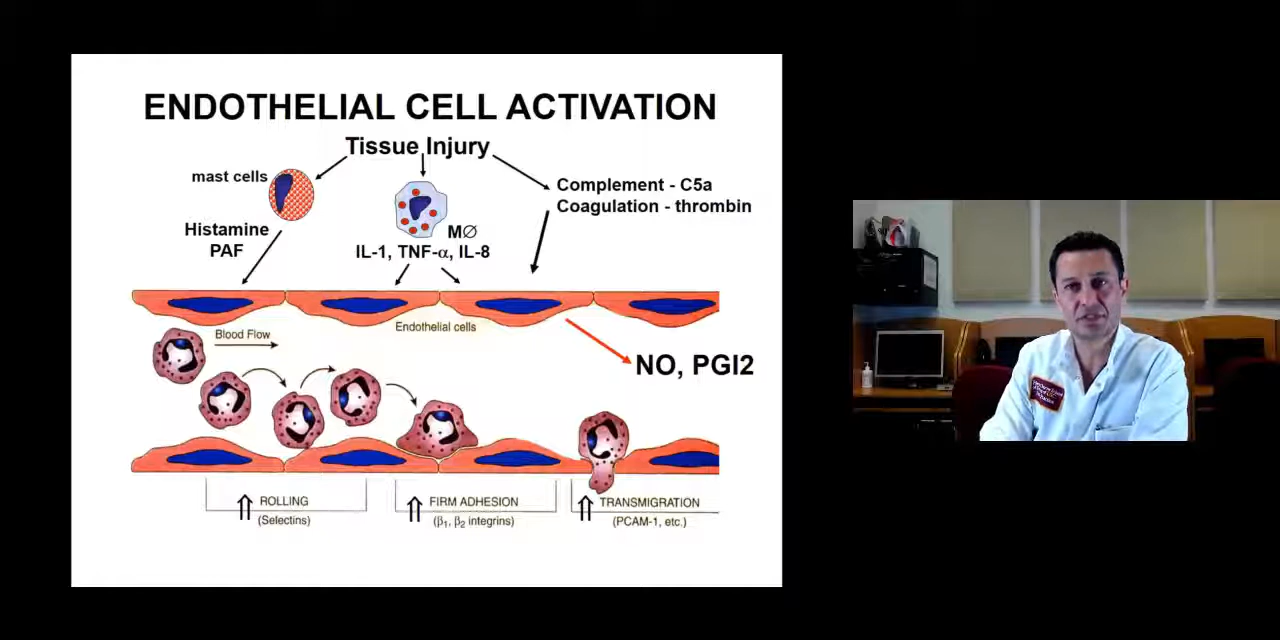 ENDOTHELIAL CELL ACTIVATION
Tissue Injury
mast cells
Histamine
PAF
MØ
IL-1, TNF-α, IL-8
Complement - C5a
Coagulation - thrombin
Endothelial cells
Blood Flow
NO, PGI2
⇑ ROLLING
(Selectins)
⇑ FIRM ADHESION
(β₁, β₂ integrins)
⇑ TRANSMIGRATION
(PCAM-1, etc.)